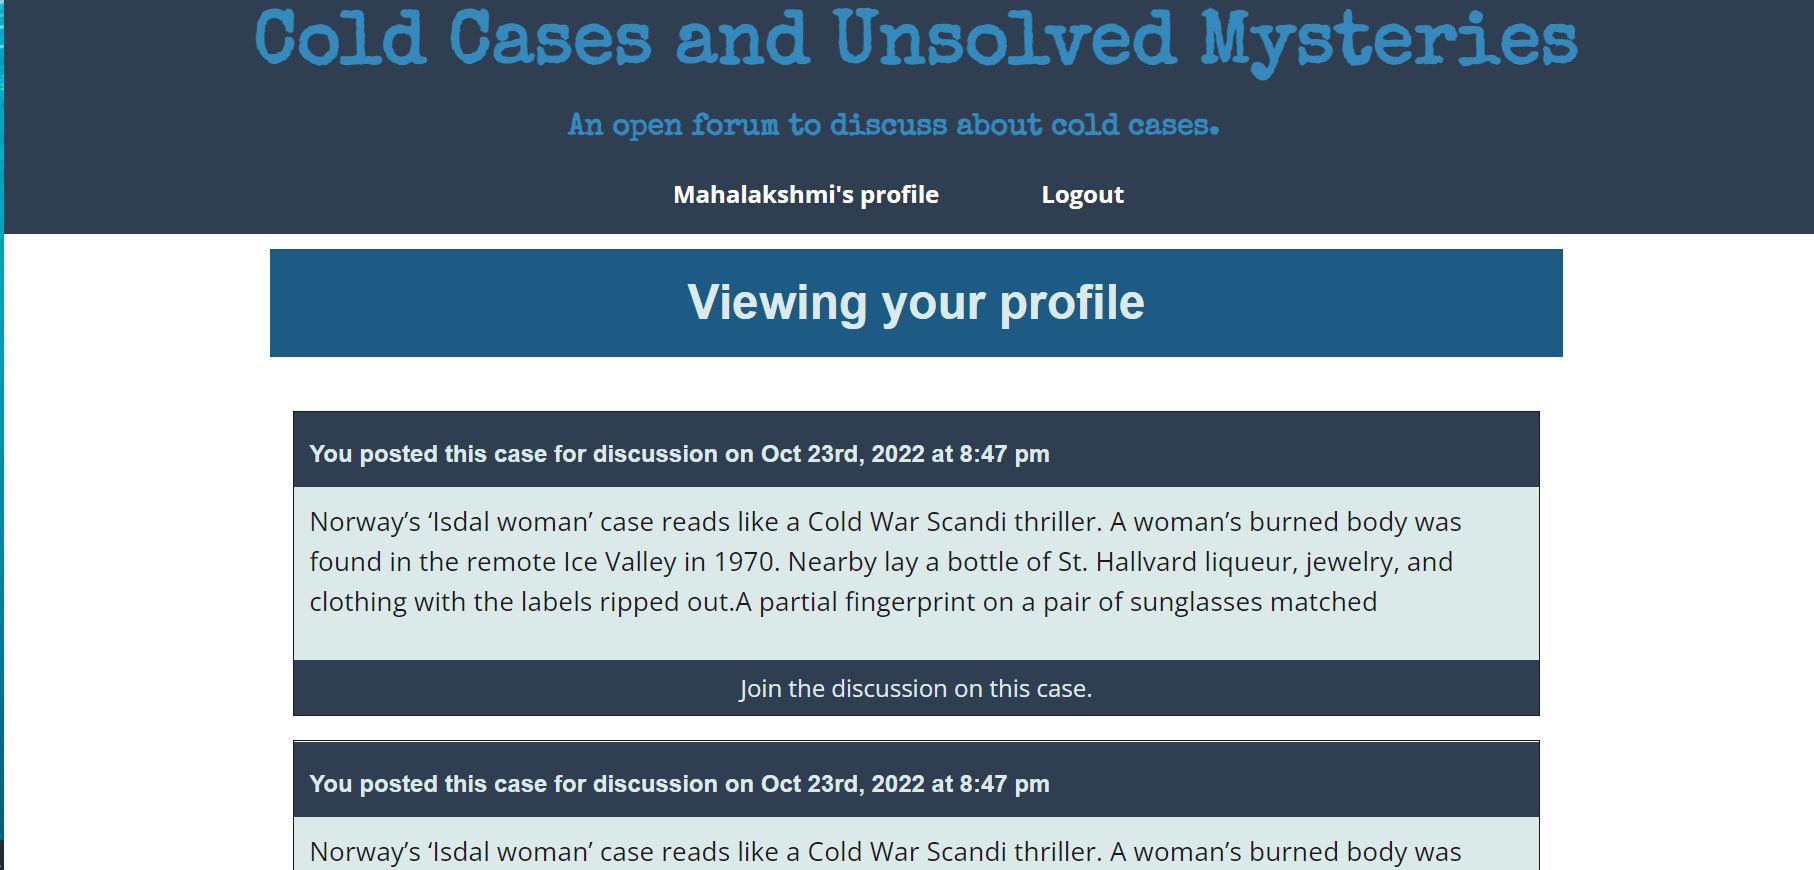 Cold Cases and Unsolved Mysteries
An open forum to discuss about cold cases.
Mahalakshmi's profile Logout
Viewing your profile
You posted this case for discussion on Oct 23rd, 2022 at 8:47 pm
Norway’s ‘Isdal woman’ case reads like a Cold War Scandi thriller. A woman’s burned body was
found in the remote Ice Valley in 1970. Nearby lay a bottle of St. Hallvard liqueur, jewelry, and
clothing with the labels ripped out.A partial fingerprint on a pair of sunglasses matched
Join the discussion on this case.
You posted this case for discussion on Oct 23rd, 2022 at 8:47 pm
Norway’s ‘Isdal woman’ case reads like a Cold War Scandi thriller. A woman’s burned body was